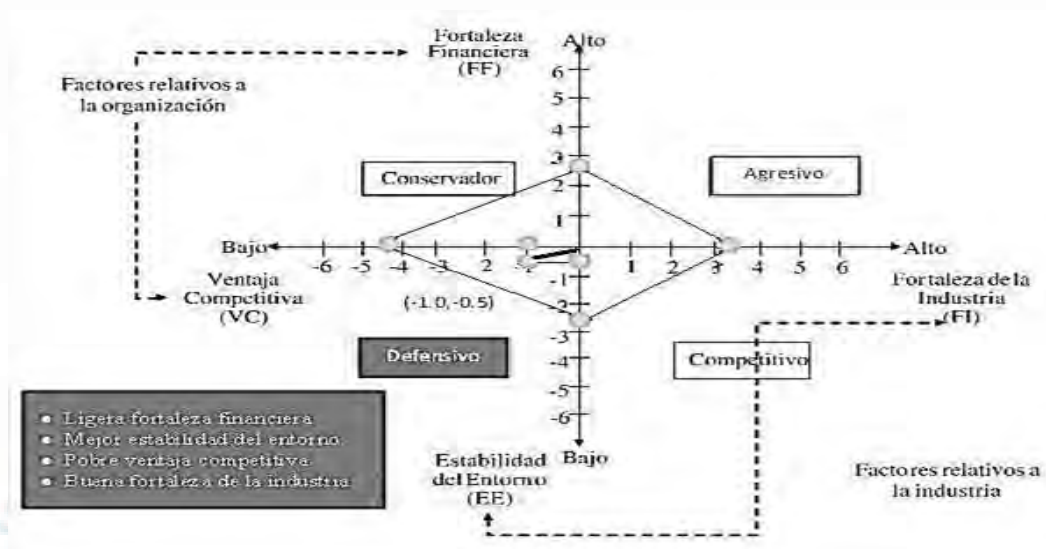 Fortaleza
Financiera
(FF)
Alto
Factores relativos a
la organización
6
5
4
3
2
1
Conservador
Agresivo
Bajo
-6
-5
-4
-3
2
-1
1
2
3
4
5
6
Alto
Ventaja
Competitiva
(VC)
(-1.0,-0.5)
Fortaleza de la
Industria
(FI)
-1
-2
-3
-4
-5
-6
Defensivo
Competitivo
• Ligera fortaleza financiera
• Mejor estabilidad del entorno
• Pobre ventaja competitiva
• Buena fortaleza de la industria
Estabilidad
del Entorno
(EE)
Bajo
Factores relativos a
la industria